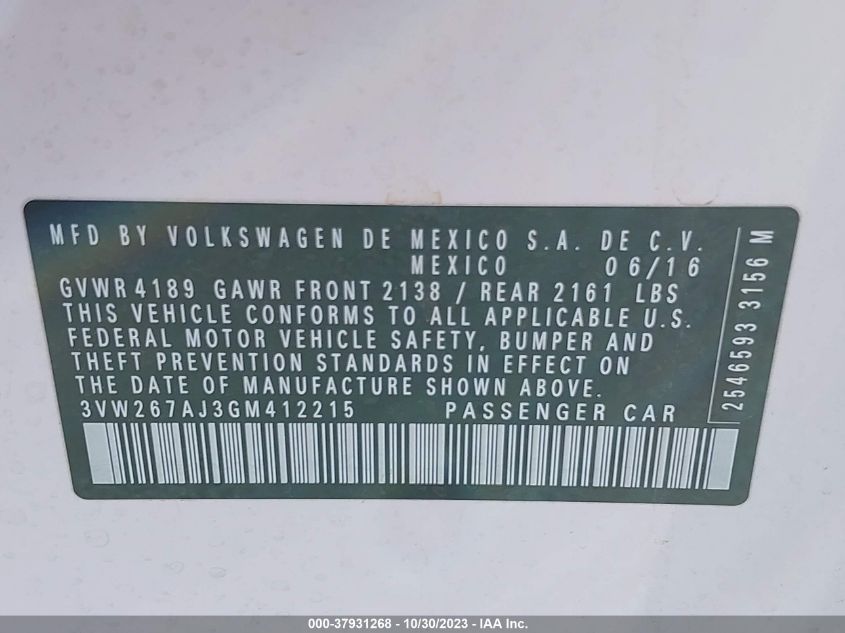 MFD BY VOLKSWAGEN DE MEXICO S.A. DE C.V.
MEXICO 06/16
GVWR 4189 GAWR FRONT 2138 / REAR 2161 LBS
THIS VEHICLE CONFORMS TO ALL APPLICABLE U.S.
FEDERAL MOTOR VEHICLE SAFETY, BUMPER AND
THEFT PREVENTION STANDARDS IN EFFECT ON
THE DATE OF MANUFACTURE SHOWN ABOVE.
3VW267AJ3GM412215 PASSENGER CAR
2546593 3156 M
000-37931268 - 10/30/2023 - IAA Inc.